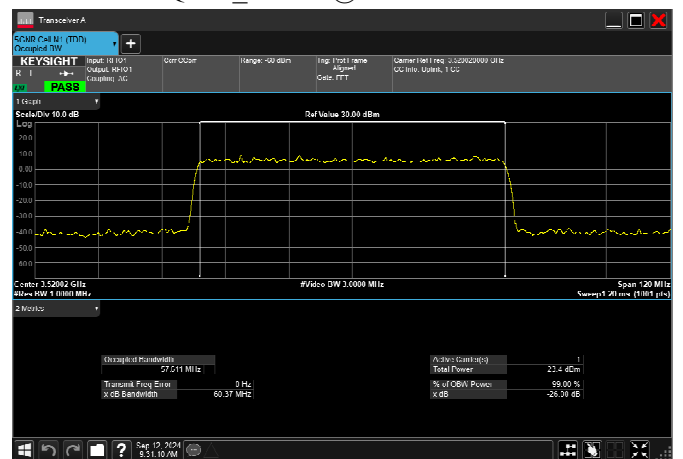 Transceiver A
5GNR Cell N1 (TDD)
Occupied BW
KEYSIGHT
Input: RFIO1
Output: RFIO1
Coupling: AC
Corr CCorr
Range: -60 dBm
Trig: Prd Frame
Aligned
Gate: FFT
Carrier Ref Freq: 3.520020000 GHz
CC Info: Uplink, 1 CC
R T
PASS
1 Graph
Scale/Div 10.0 dB
Ref Value 30.00 dBm
Log
20.0
10.0
0.00
-10.0
-20.0
-30.0
-40.0
-50.0
-60.0
Center 3.52002 GHz
#Video BW 3.0000 MHz
Span 120 MHz
#Res BW 1.0000 MHz
Sweep 1.20 ms (1001 pts)
2 Metrics
Occupied Bandwidth
57.611 MHz
Active Carrier(s) 1
Total Power 23.4 dBm
Transmit Freq Error 0 Hz
x dB Bandwidth 60.37 MHz
% of OBW Power 99.00 %
x dB -26.00 dB
Sep 12, 2024
9:31:10 AM